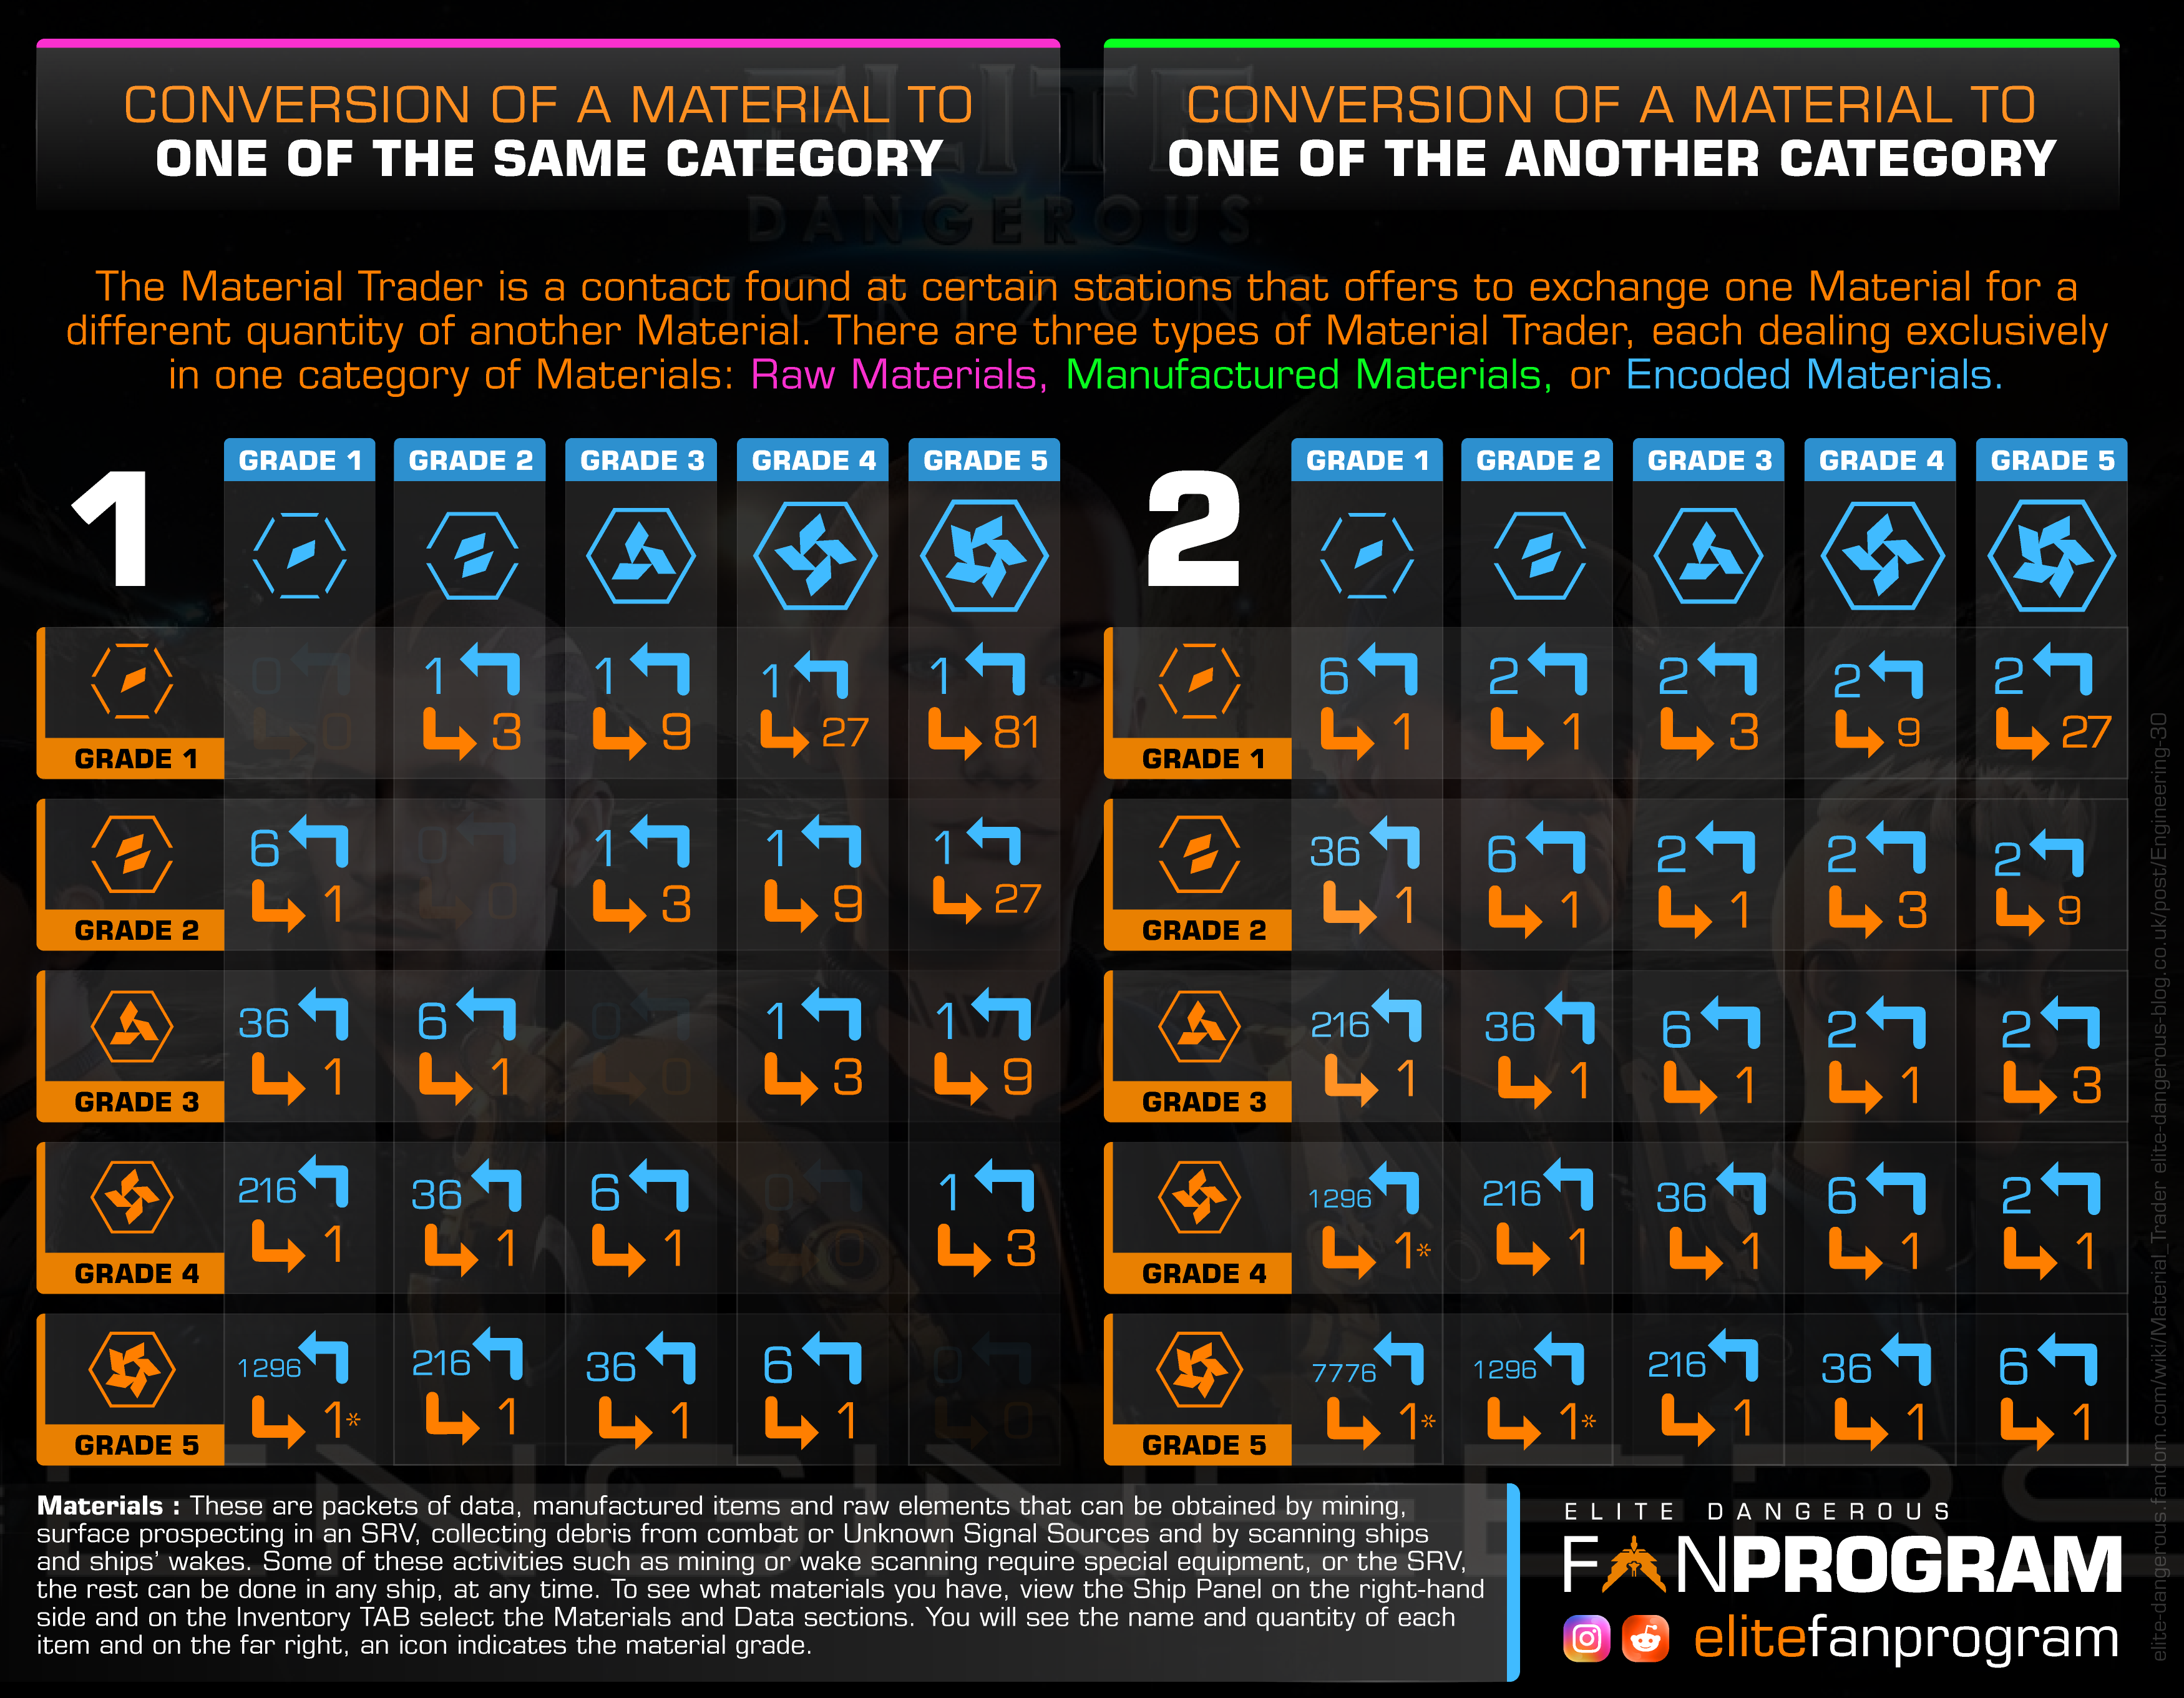 CONVERSION OF A MATERIAL TO
ONE OF THE SAME CATEGORY
CONVERSION OF A MATERIAL TO
ONE OF THE ANOTHER CATEGORY
ELITE
DANGEROUS
HORIZONS
The Material Trader is a contact found at certain stations that offers to exchange one Material for a
different quantity of another Material. There are three types of Material Trader, each dealing exclusively
in one category of Materials: Raw Materials, Manufactured Materials, or Encoded Materials.
1
GRADE 1 GRADE 2 GRADE 3 GRADE 4 GRADE 5
0 1 1 1 1
0 3 9 27 81
GRADE 1
6 0 1 1 1
1 0 3 9 27
GRADE 2
36 6 0 1 1
1 1 0 3 9
GRADE 3
216 36 6 0 1
1 1 1 0 3
GRADE 4
1296 216 36 6 0
1* 1 1 1 0
GRADE 5
2
GRADE 1 GRADE 2 GRADE 3 GRADE 4 GRADE 5
6 2 2 2 2
1 1 3 9 27
GRADE 1
36 6 2 2 2
1 1 1 3 9
GRADE 2
216 36 6 2 2
1 1 1 1 3
GRADE 3
1296 216 36 6 2
1* 1 1 1 1
GRADE 4
7776 1296 216 36 6
1* 1* 1 1 1
GRADE 5
ENGINEERS
Materials : These are packets of data, manufactured items and raw elements that can be obtained by mining,
surface prospecting in an SRV, collecting debris from combat or Unknown Signal Sources and by scanning ships
and ships' wakes. Some of these activities such as mining or wake scanning require special equipment, or the SRV,
the rest can be done in any ship, at any time. To see what materials you have, view the Ship Panel on the right-hand
side and on the Inventory TAB select the Materials and Data sections. You will see the name and quantity of each
item and on the far right, an icon indicates the material grade.
ELITE DANGEROUS
FANPROGRAM
elitefanprogram
elite-dangerous.fandom.com/wiki/Material_Trader elite-dangerous-blog.co.uk/post/Engineering-30